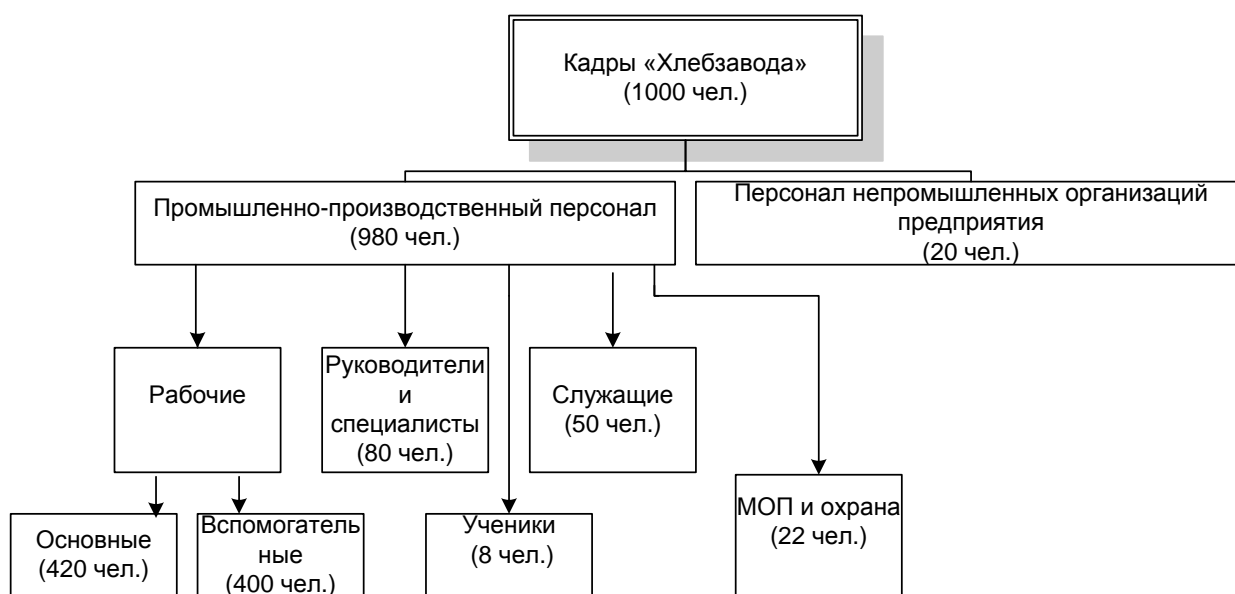 Кадры «Хлебзавода»
(1000 чел.)
Промышленно-производственный персонал
(980 чел.)
Персонал непромышленных организаций
предприятия
(20 чел.)
Рабочие
Руководители
и
специалисты
(80 чел.)
Служащие
(50 чел.)
Основные
(420 чел.)
Вспомогатель
ные
(400 чел.)
Ученики
(8 чел.)
МОП и охрана
(22 чел.)